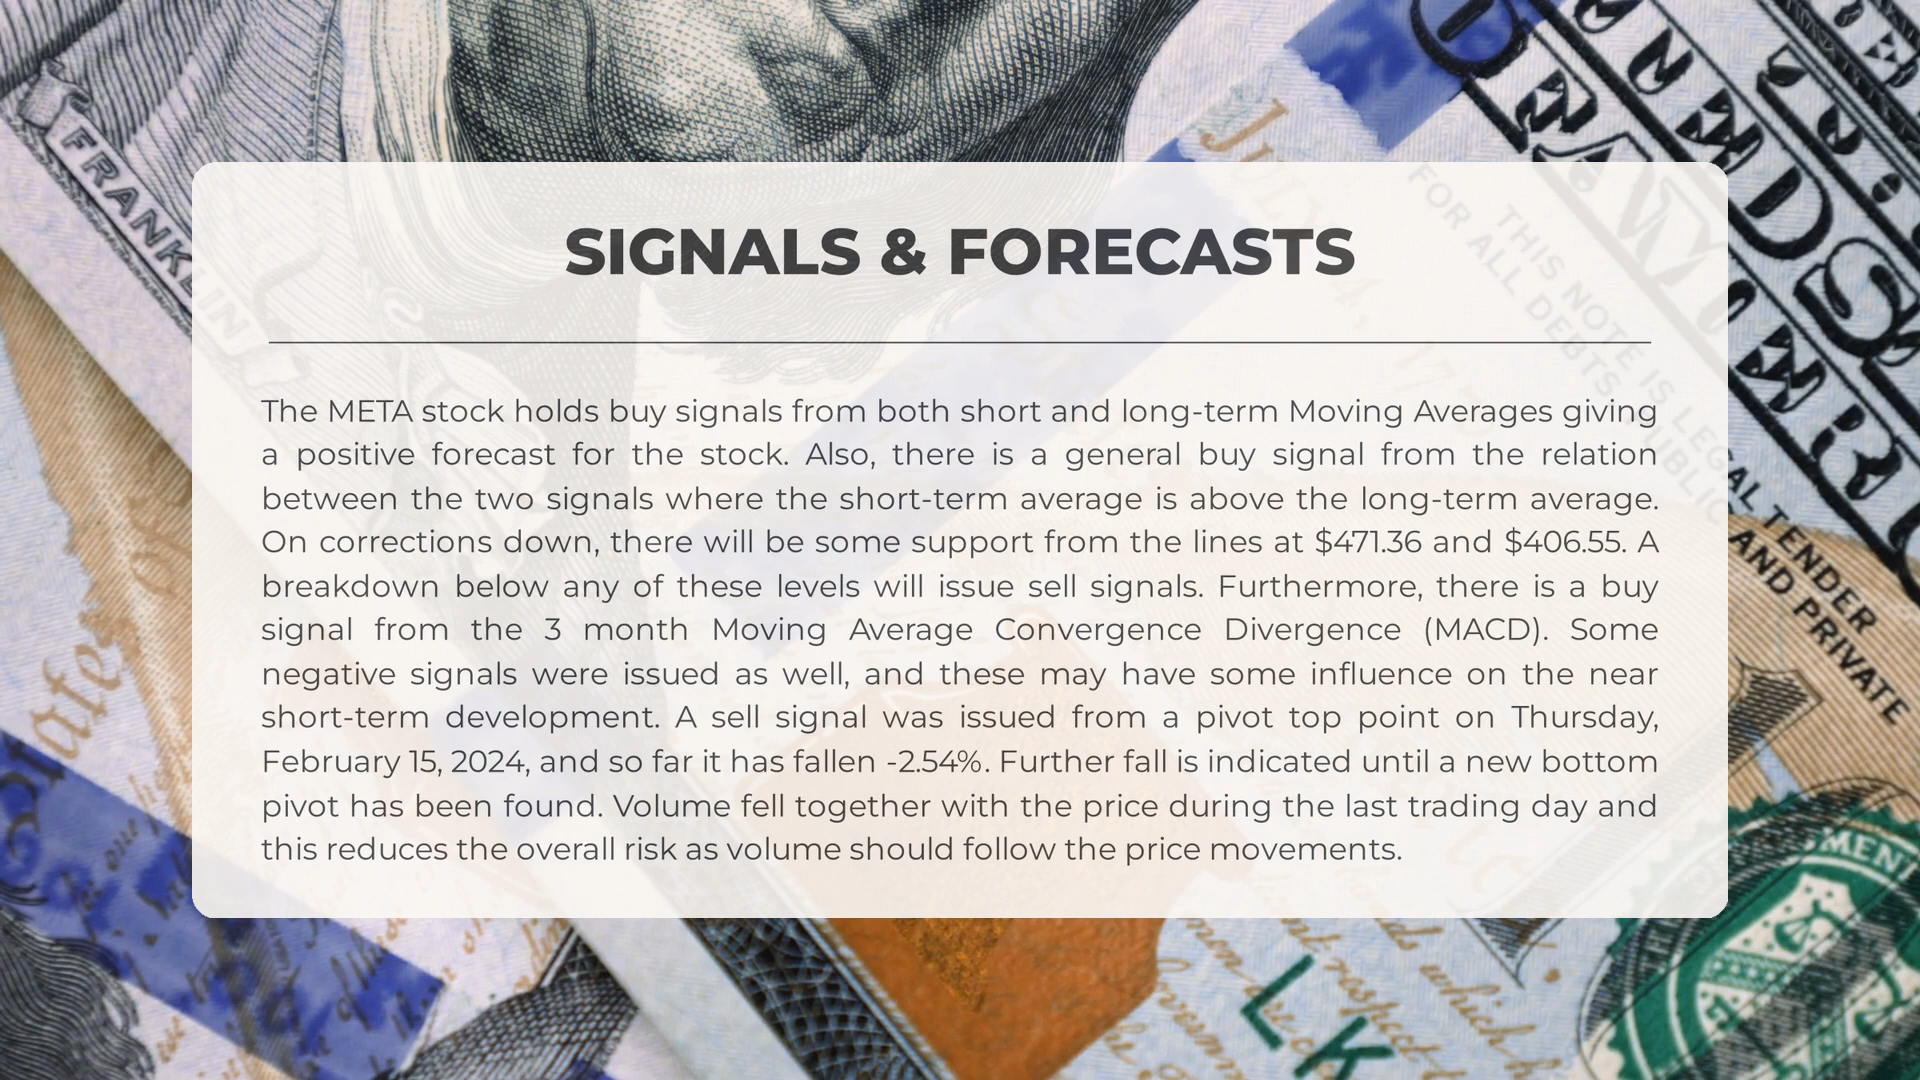 FRANKLIN
SIGNALS & FORECASTS
The META stock holds buy signals from both short and long-term Moving Averages giving
a positive forecast for the stock. Also, there is a general buy signal from the relation
between the two signals where the short-term average is above the long-term average.
On corrections down, there will be some support from the lines at $471.36 and $406.55. A
breakdown below any of these levels will issue sell signals. Furthermore, there is a buy
signal from the 3 month Moving Average Convergence Divergence (MACD). Some
negative signals were issued as well, and these may have some influence on the near
short-term development. A sell signal was issued from a pivot top point on Thursday,
February 15, 2024, and so far it has fallen -2.54%. Further fall is indicated until a new bottom
pivot has been found. Volume fell together with the price during the last trading day and
this reduces the overall risk as volume should follow the price movements.
THIS NOTE IS LEGAL TENDER
FOR ALL DEBTS, PUBLIC AND PRIVATE
L K